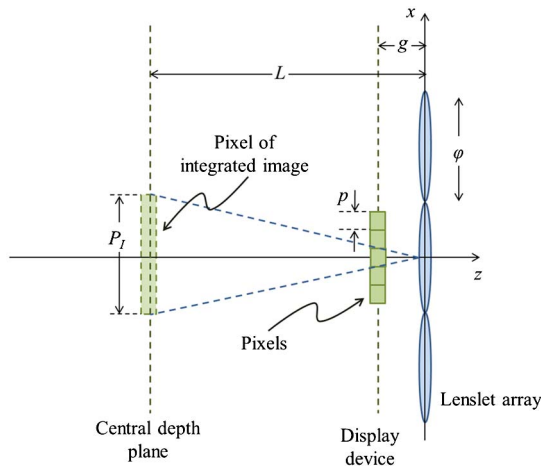 x
g
L
Pixel of
integrated image
φ
p
P_I
z
Pixels
Lenslet array
Central depth
plane
Display
device